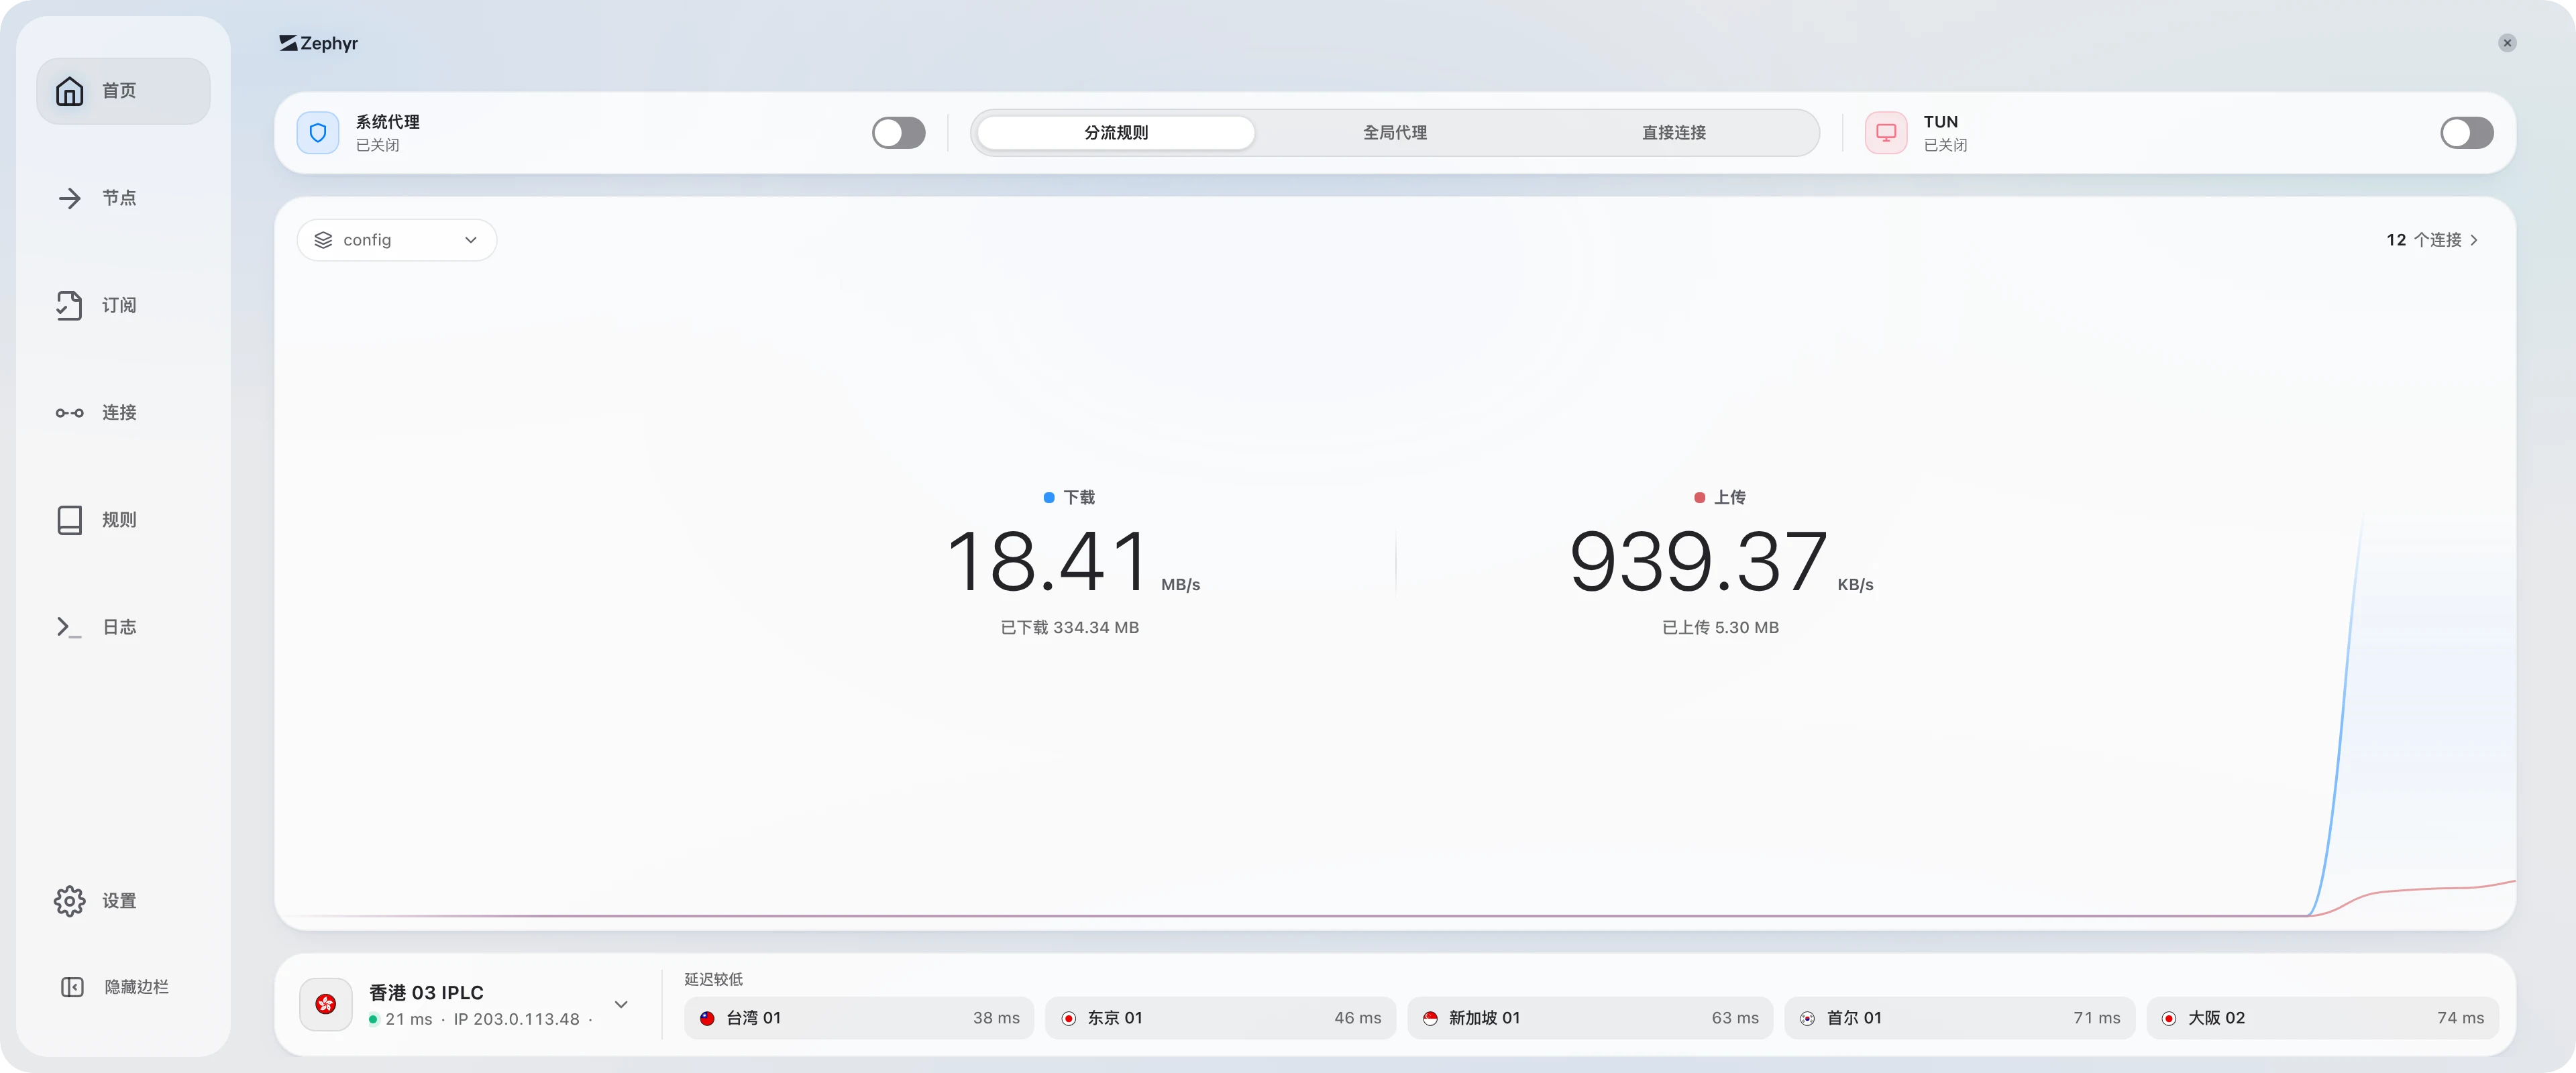 Zephyr
首页
节点
订阅
连接
规则
日志
设置
隐藏边栏
系统代理
已关闭
分流规则
全局代理
直接连接
TUN
已关闭
config
12 个连接
下载
18.41 MB/s
已下载 334.34 MB
上传
939.37 KB/s
已上传 5.30 MB
香港 03 IPLC
21 ms · IP 203.0.113.48 ·
延迟较低
台湾 01 38 ms
东京 01 46 ms
新加坡 01 63 ms
首尔 01 71 ms
大阪 02 74 ms